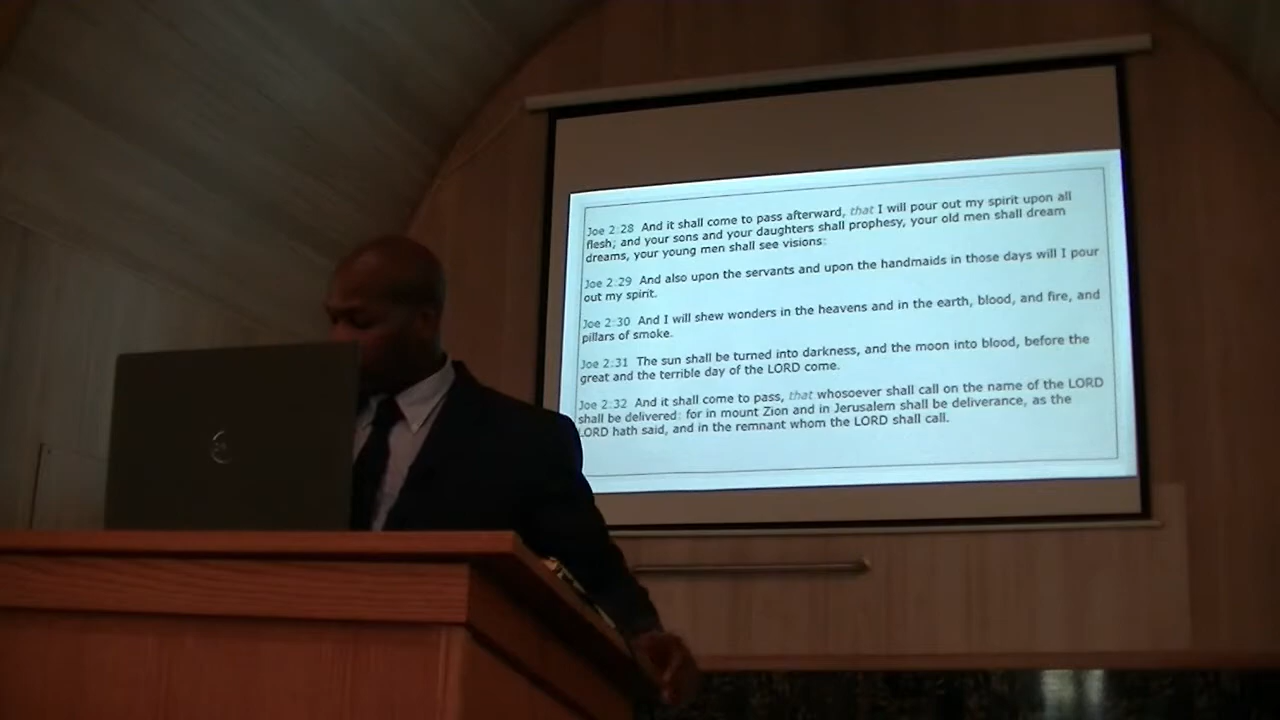 Joe 2:28 And it shall come to pass afterward, that I will pour out my spirit upon all
flesh; and your sons and your daughters shall prophesy, your old men shall dream
dreams, your young men shall see visions:
Joe 2:29 And also upon the servants and upon the handmaids in those days will I pour
out my spirit.
Joe 2:30 And I will shew wonders in the heavens and in the earth, blood, and fire, and
pillars of smoke.
Joe 2:31 The sun shall be turned into darkness, and the moon into blood, before the
great and the terrible day of the LORD come.
Joe 2:32 And it shall come to pass, that whosoever shall call on the name of the LORD
shall be delivered: for in mount Zion and in Jerusalem shall be deliverance, as the
LORD hath said, and in the remnant whom the LORD shall call.